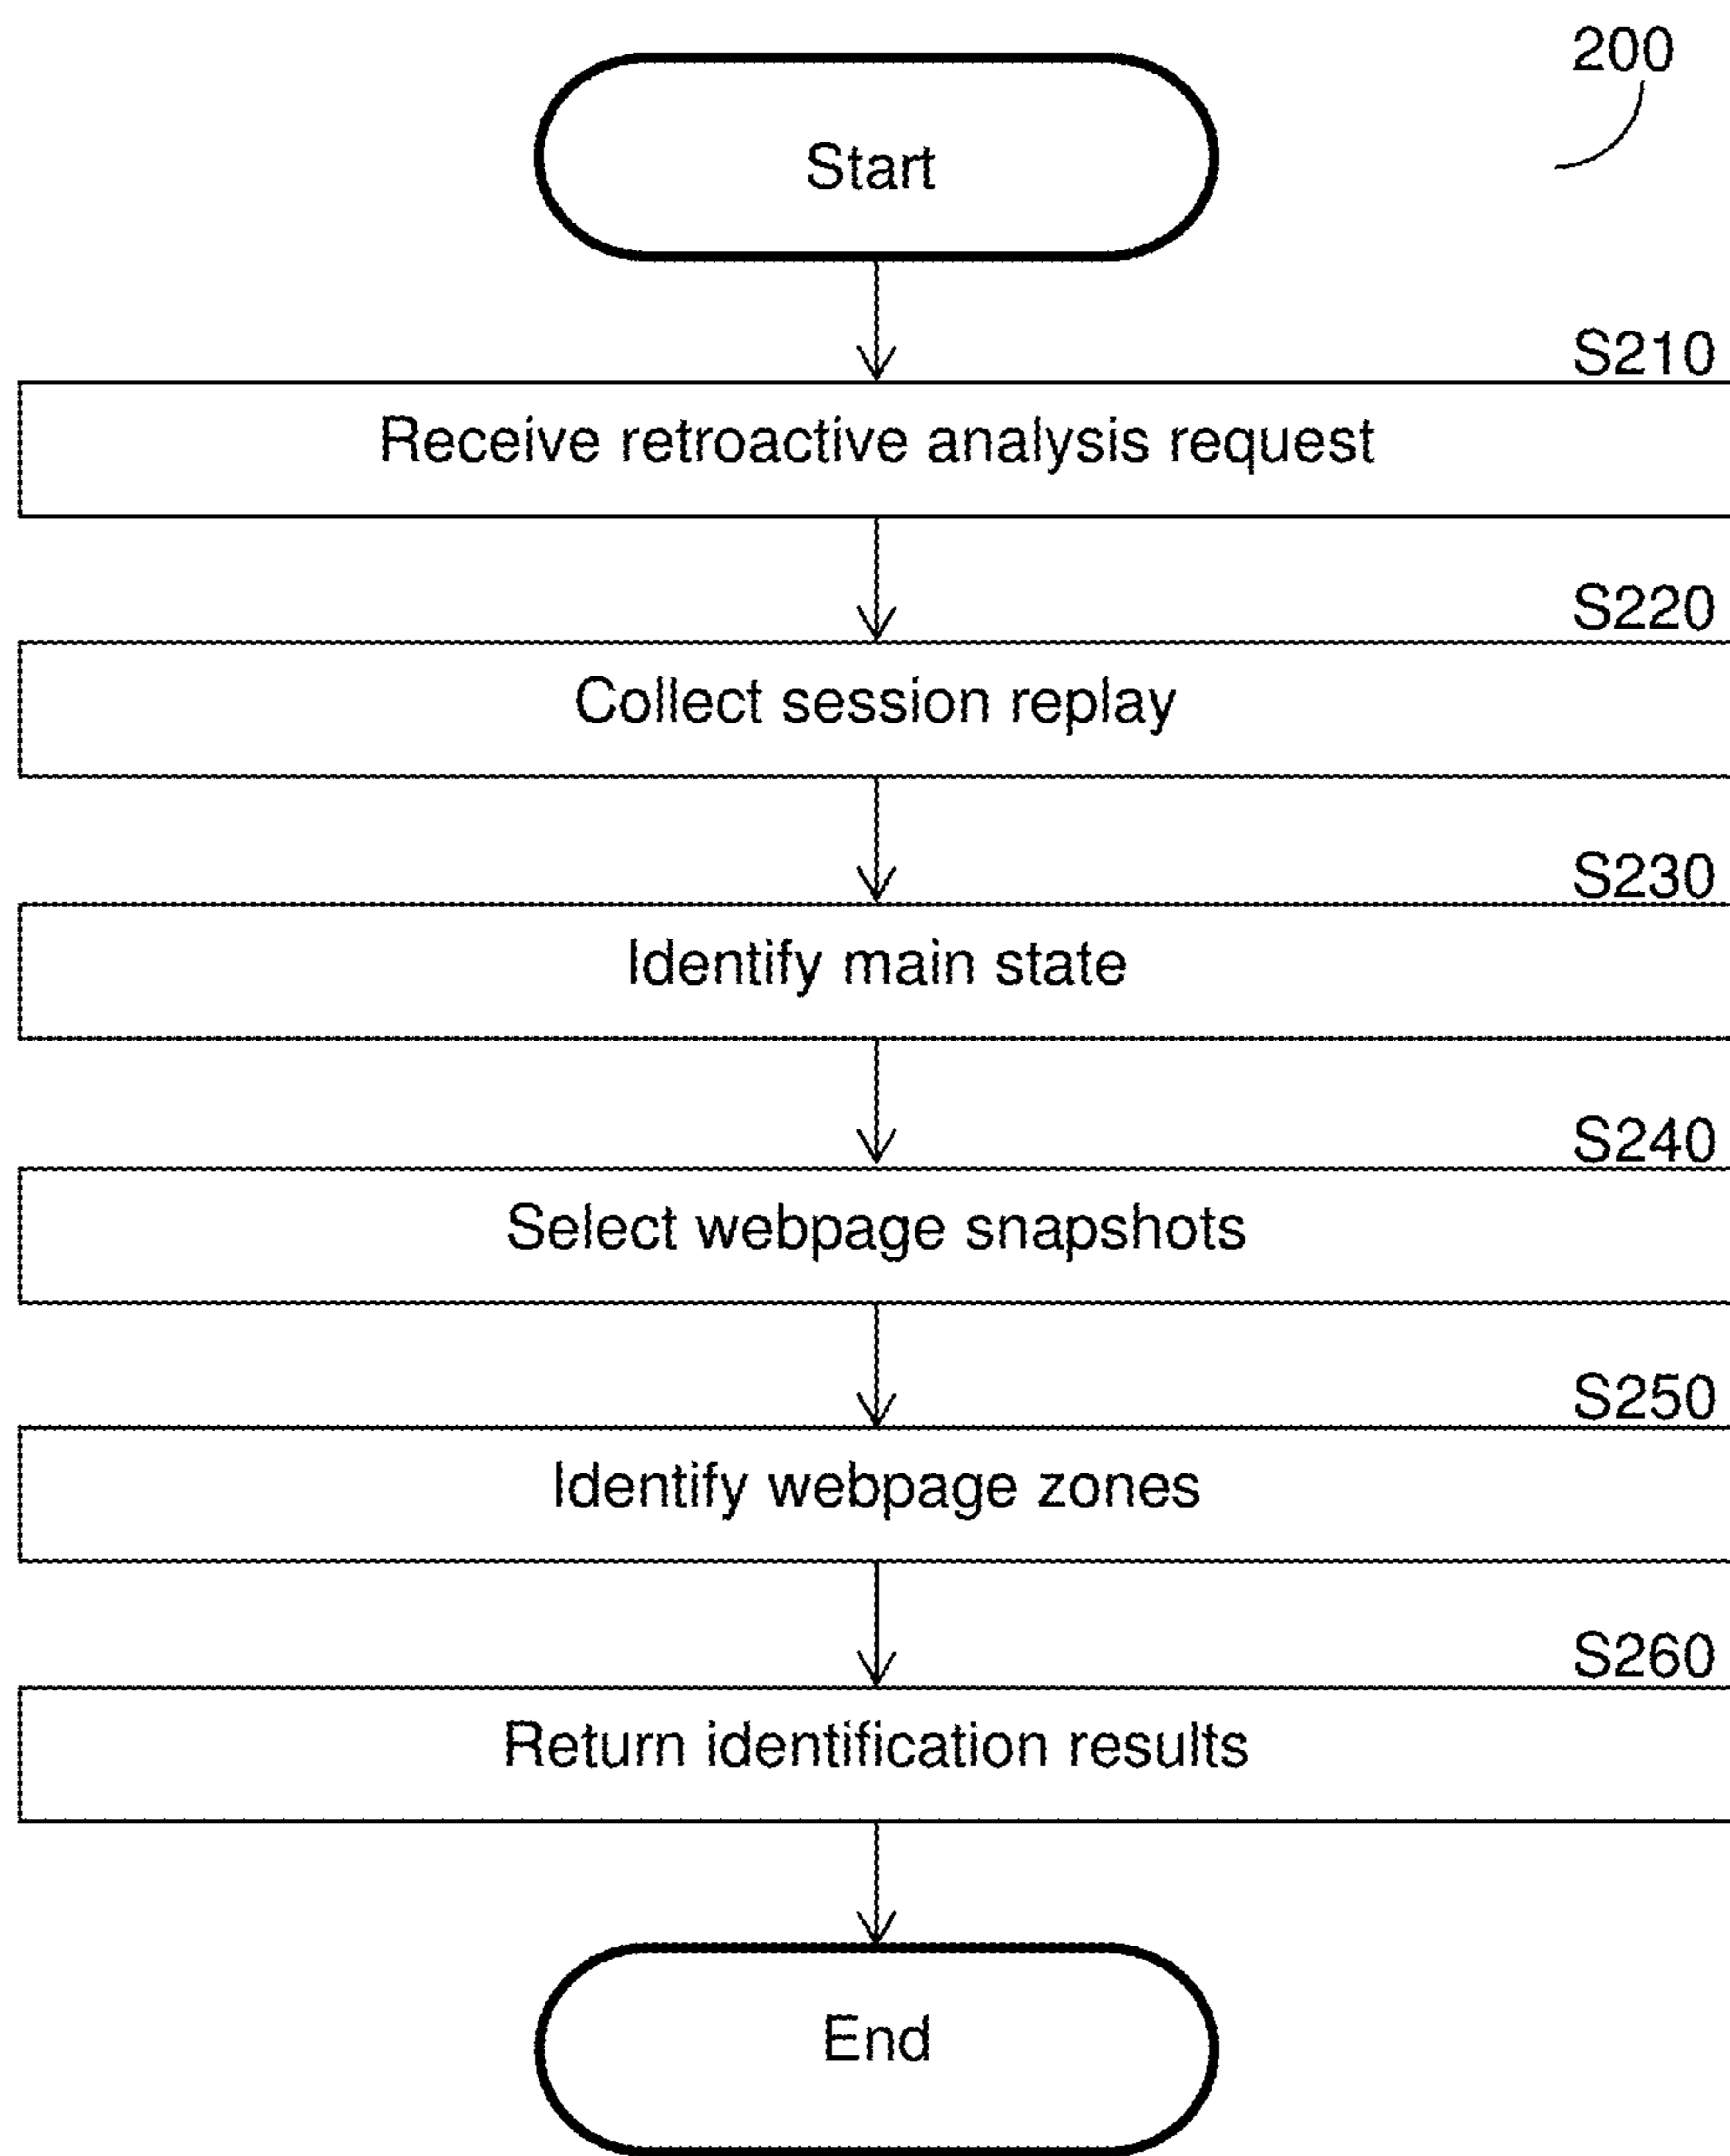 200
Start
S210
Receive retroactive analysis request
S220
Collect session replay
S230
Identify main state
S240
Select webpage snapshots
S250
Identify webpage zones
S260
Return identification results
End